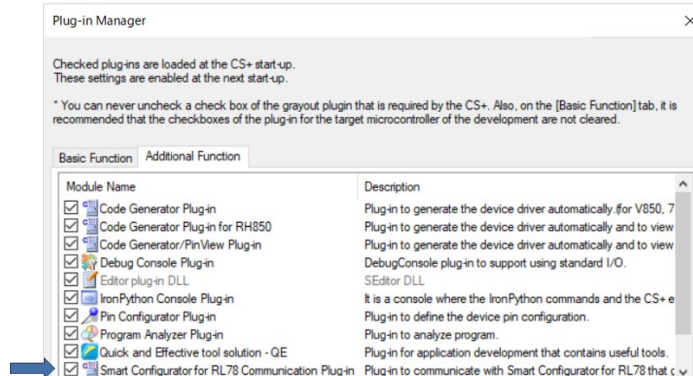 Plug-in Manager
Checked plug-ins are loaded at the CS+ start-up.
These settings are enabled at the next start-up.
* You can never uncheck a check box of the grayout plugin that is required by the CS+. Also, on the [Basic Function] tab, it is
recommended that the checkboxes of the plug-in for the target microcontroller of the development are not cleared.
Basic Function Additional Function
Module Name Description
Code Generator Plug-in Plug-in to generate the device driver automatically.(for V850, 7
Code Generator Plug-in for RH850 Plug-in to generate the device driver automatically and to view
Code Generator/PinView Plug-in Plug-in to generate the device driver automatically and to view
Debug Console Plug-in DebugConsole plug-in to support using standard I/O.
Editor plug-in DLL SEditor DLL
IronPython Console Plug-in It is a console where the IronPython commands and the CS+ e
Pin Configurator Plug-in Plug-in to define the device pin configuration.
Program Analyzer Plug-in Plug-in to analyze program.
Quick and Effective tool solution - QE Plug-in for application development that contains useful tools.
Smart Configurator for RL78 Communication Plug-in Plug-in to communicate with Smart Configurator for RL78 that